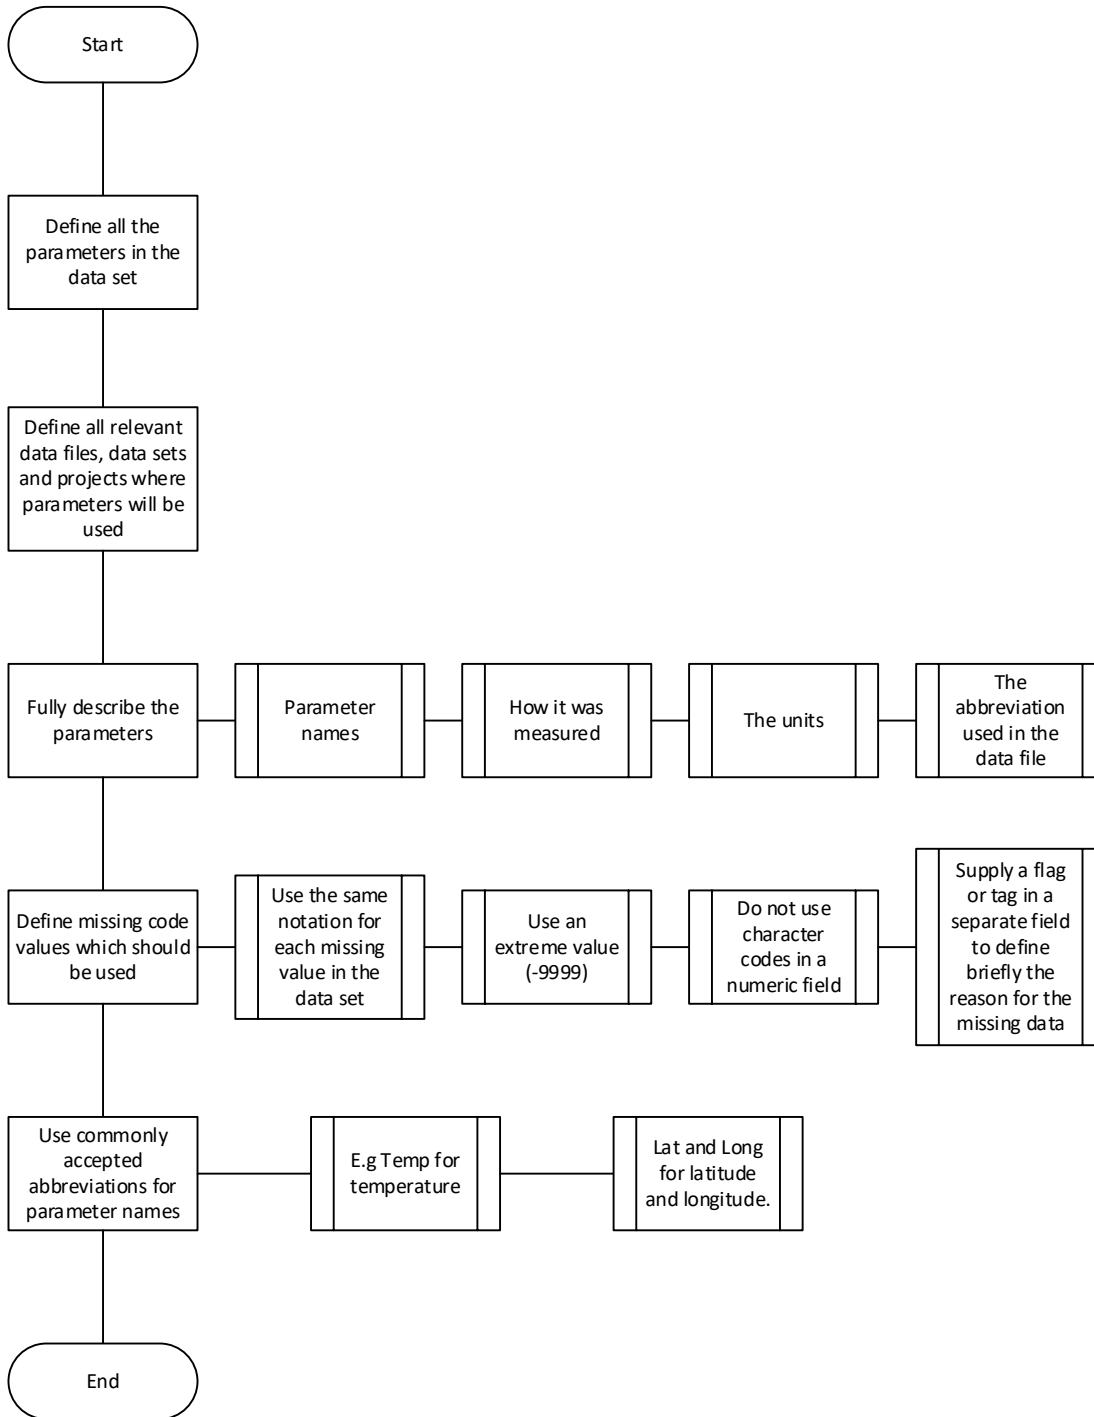 Start
Define all the
parameters in the
data set
Define all relevant
data files, data sets
and projects where
parameters will be
used
Fully describe the
parameters
Parameter
names
How it was
measured
The units
The
abbreviation
used in the
data file
Define missing code
values which should
be used
Use the same
notation for
each missing
value in the
data set
Use an
extreme value
(-9999)
Do not use
character
codes in a
numeric field
Supply a flag
or tag in a
separate field
to define
briefly the
reason for the
missing data
Use commonly
accepted
abbreviations for
parameter names
E.g Temp for
temperature
Lat and Long
for latitude
and longitude.
End